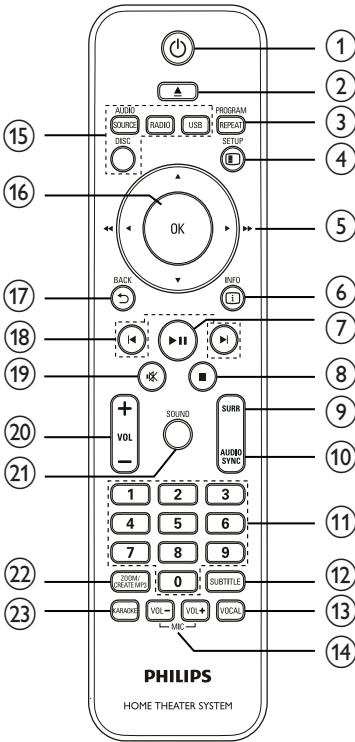 1
2
AUDIO PROGRAM
SOURCE RADIO USB REPEAT 3
15
DISC SETUP
4
16
OK 5
17 BACK INFO 6
7
18
19 8
20 + SURR 9
VOL SOUND
− AUDIO SYNC 10
21
1 2 3
4 5 6 11
7 8 9
22 ZOOM/CREATE MP3 0 SUBTITLE 12
23 KARAOKE VOL− VOL+ VOCAL 13
MIC 14
PHILIPS
HOME THEATER SYSTEM